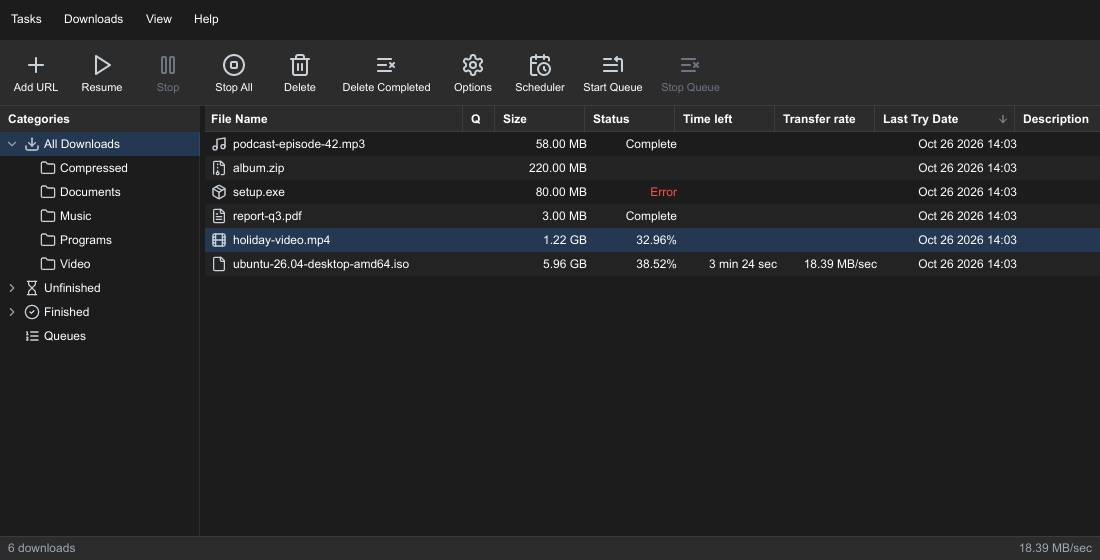 Tasks Downloads View Help
Add URL Resume Stop Stop All Delete Delete Completed Options Scheduler Start Queue Stop Queue
Categories
All Downloads
Compressed
Documents
Music
Programs
Video
Unfinished
Finished
Queues
File Name Q Size Status Time left Transfer rate Last Try Date Description
podcast-episode-42.mp3 58.00 MB Complete Oct 26 2026 14:03
album.zip 220.00 MB Oct 26 2026 14:03
setup.exe 80.00 MB Error Oct 26 2026 14:03
report-q3.pdf 3.00 MB Complete Oct 26 2026 14:03
holiday-video.mp4 1.22 GB 32.96% Oct 26 2026 14:03
ubuntu-26.04-desktop-amd64.iso 5.96 GB 38.52% 3 min 24 sec 18.39 MB/sec Oct 26 2026 14:03
6 downloads 18.39 MB/sec